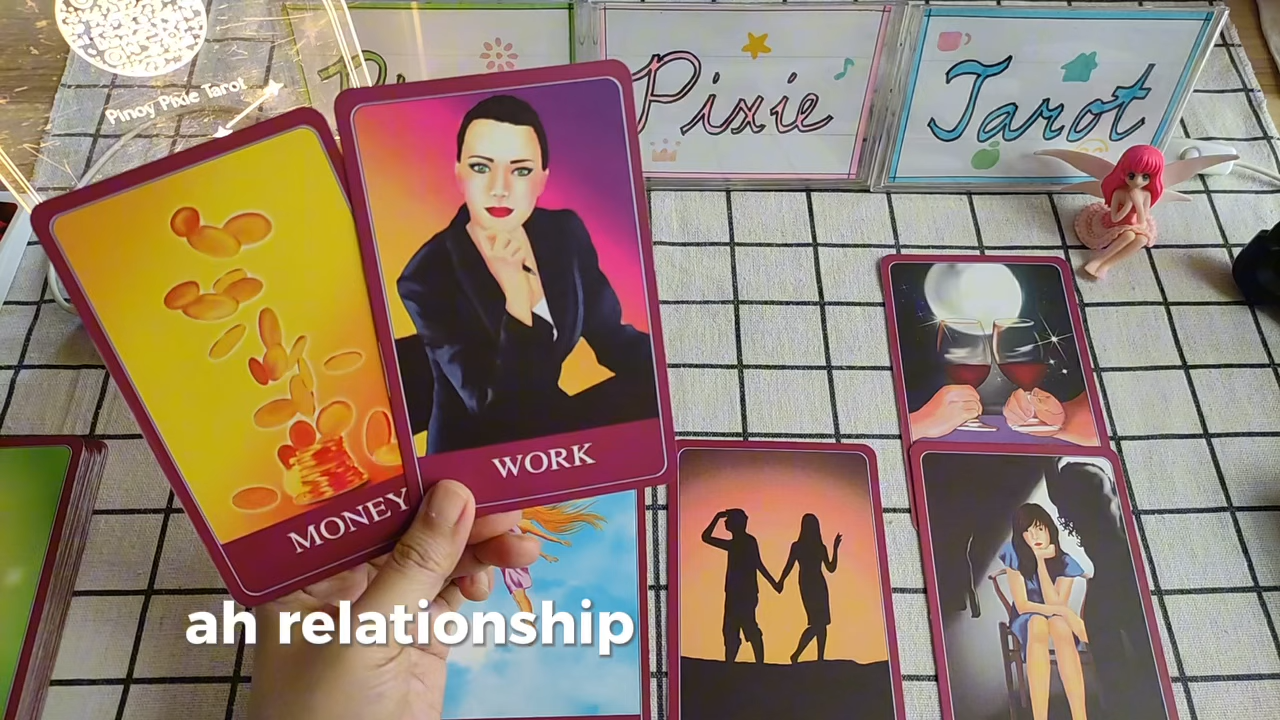 Pinoy Pixie Tarot
Pixie
Tarot
MONEY
WORK
ah relationship